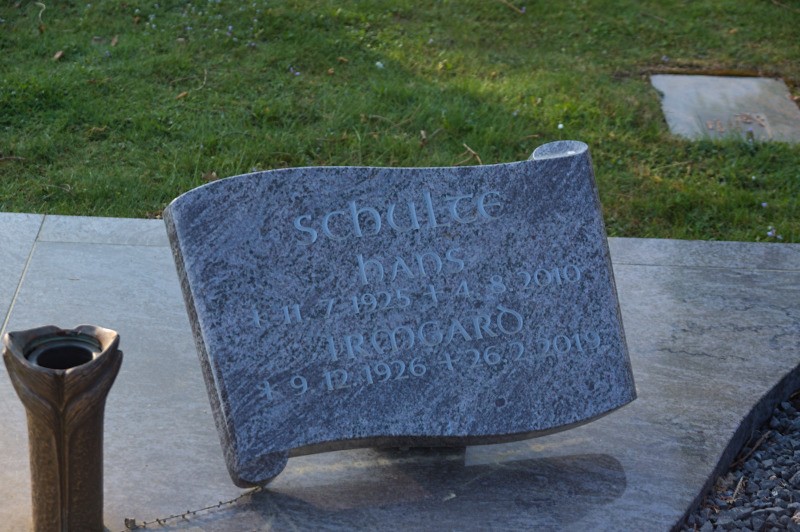 Schulte
Hans
* 11.7.1925 + 4.8.2010
Irmgard
* 9.12.1926 + 26.2.2019